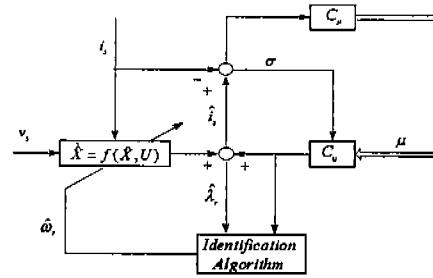 C_μ
i_s
σ
- +
î_s
v_s
Ẋ̂ = f(X̂, U)
C_u
μ
+ +
λ̂_r
ω̂_r
Identification
Algorithm